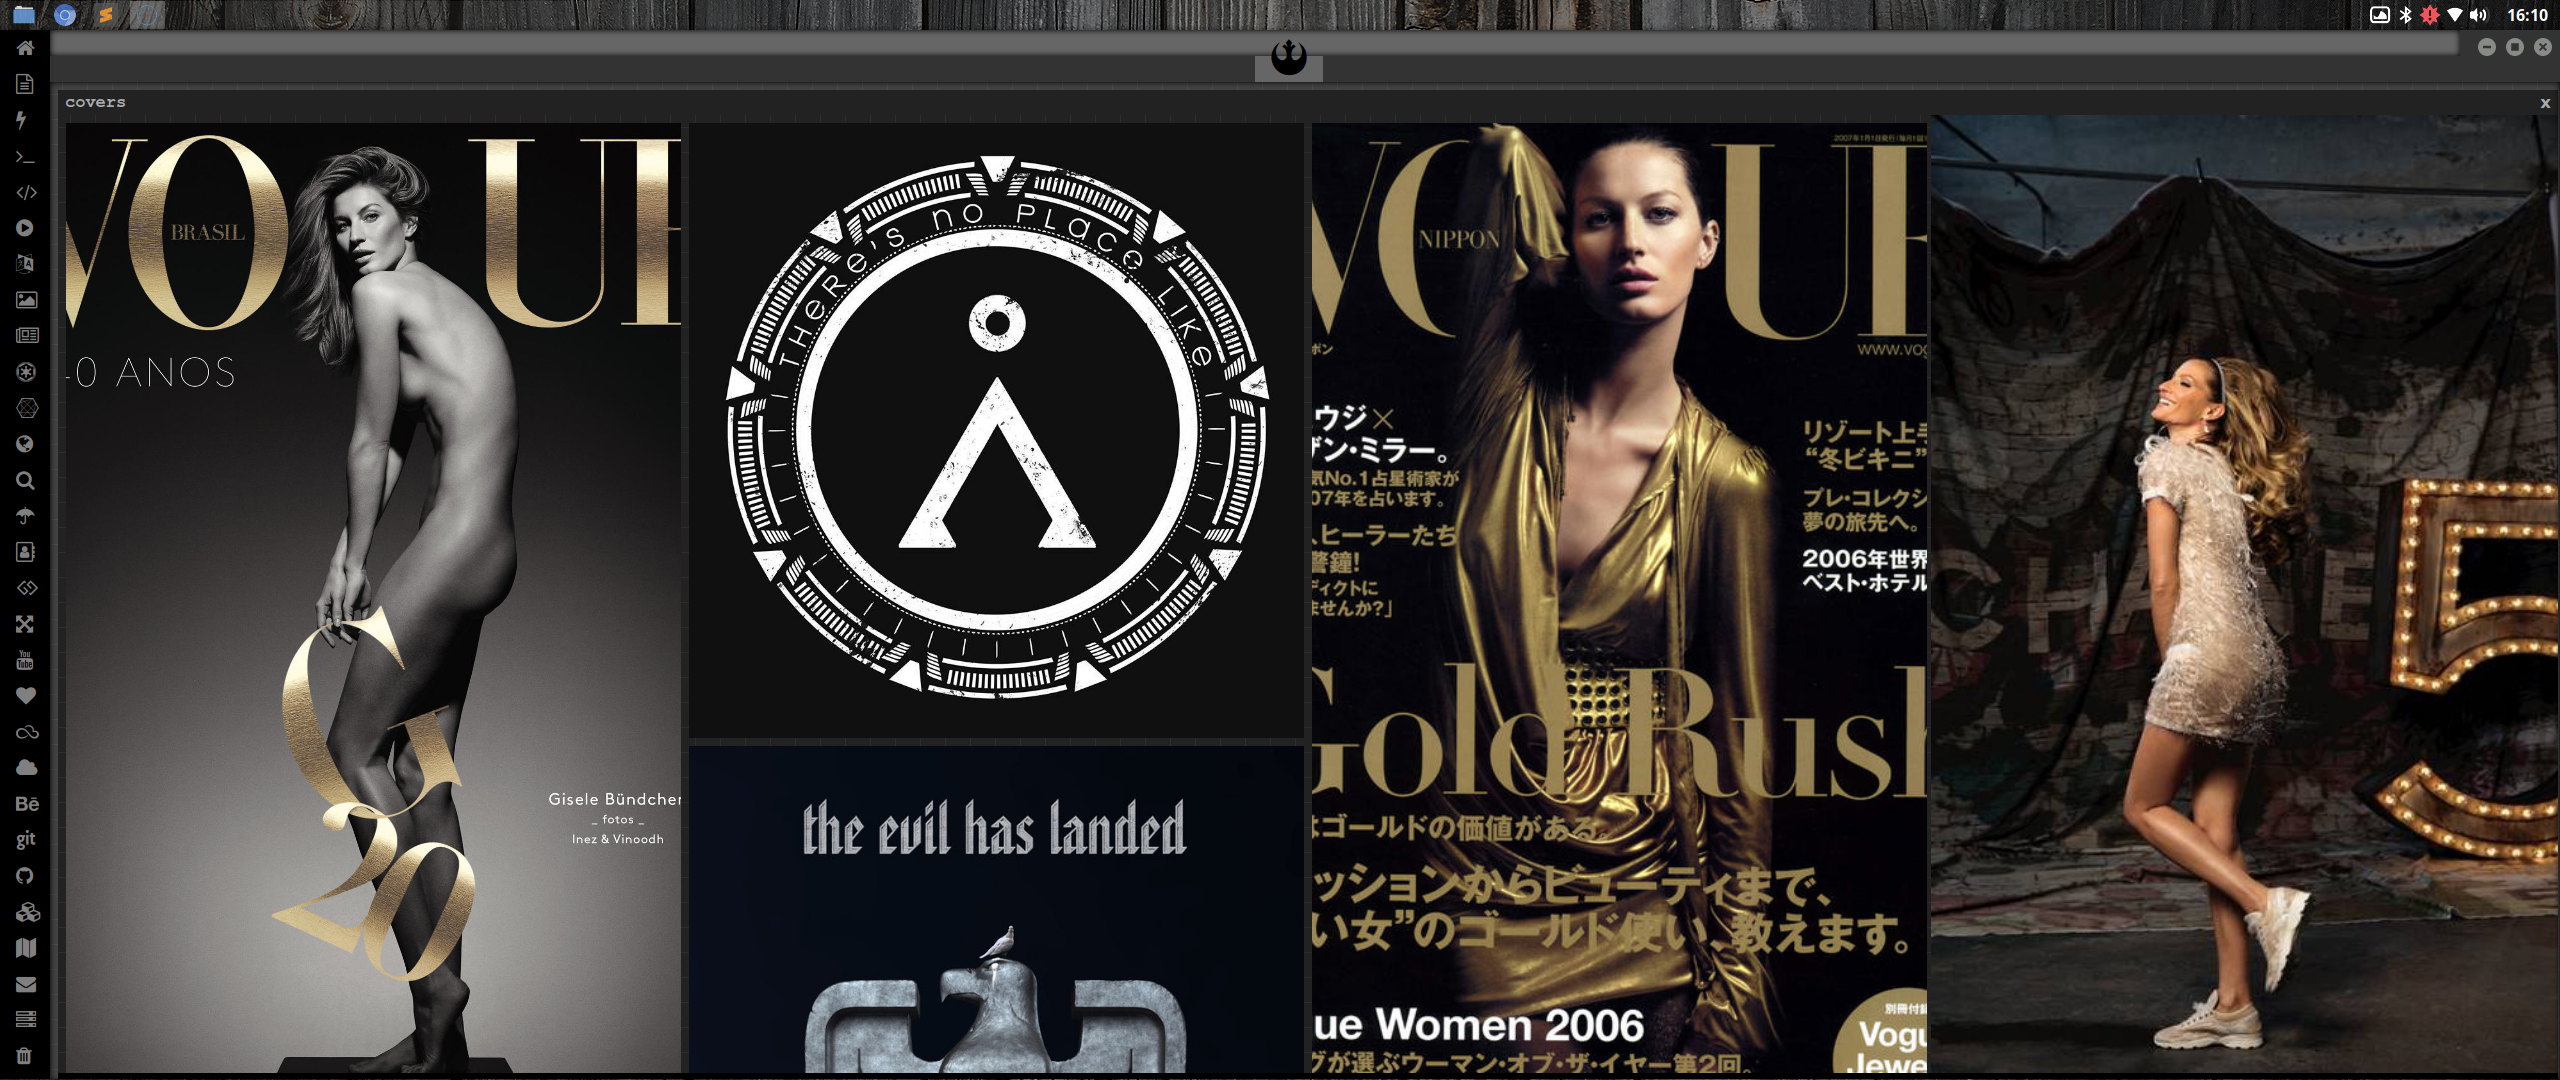 16:10
covers
x
VOGUE
BRASIL
0 ANOS
Gisele Bündchen
_ fotos _
Inez & Vinoodh
G
20
THeRe's no PLace LIKe
the evil has landed
2007年1月1日発行(毎月1回
VOGUE
NIPPON
ポン
www.vog
ウジ×
ザン・ミラー。
気No.1占星術家が
07年を占います。
ヒーラーたち
警鐘!
ディクトに
ませんか?」
リゾート上手
“冬ビキニ”
プレ・コレクシ
夢の旅先へ。
2006年世界
ベスト・ホテル
Gold Rush
はゴールドの価値がある。
ッションからビューティまで、
い女”のゴールド使い、教えます。
gue Women 2006
グが選ぶウーマン・オブ・ザ・イヤー第2回。
別冊付録
Vogu
Jewe
CHANEL
5
You
Tube
Bē
git